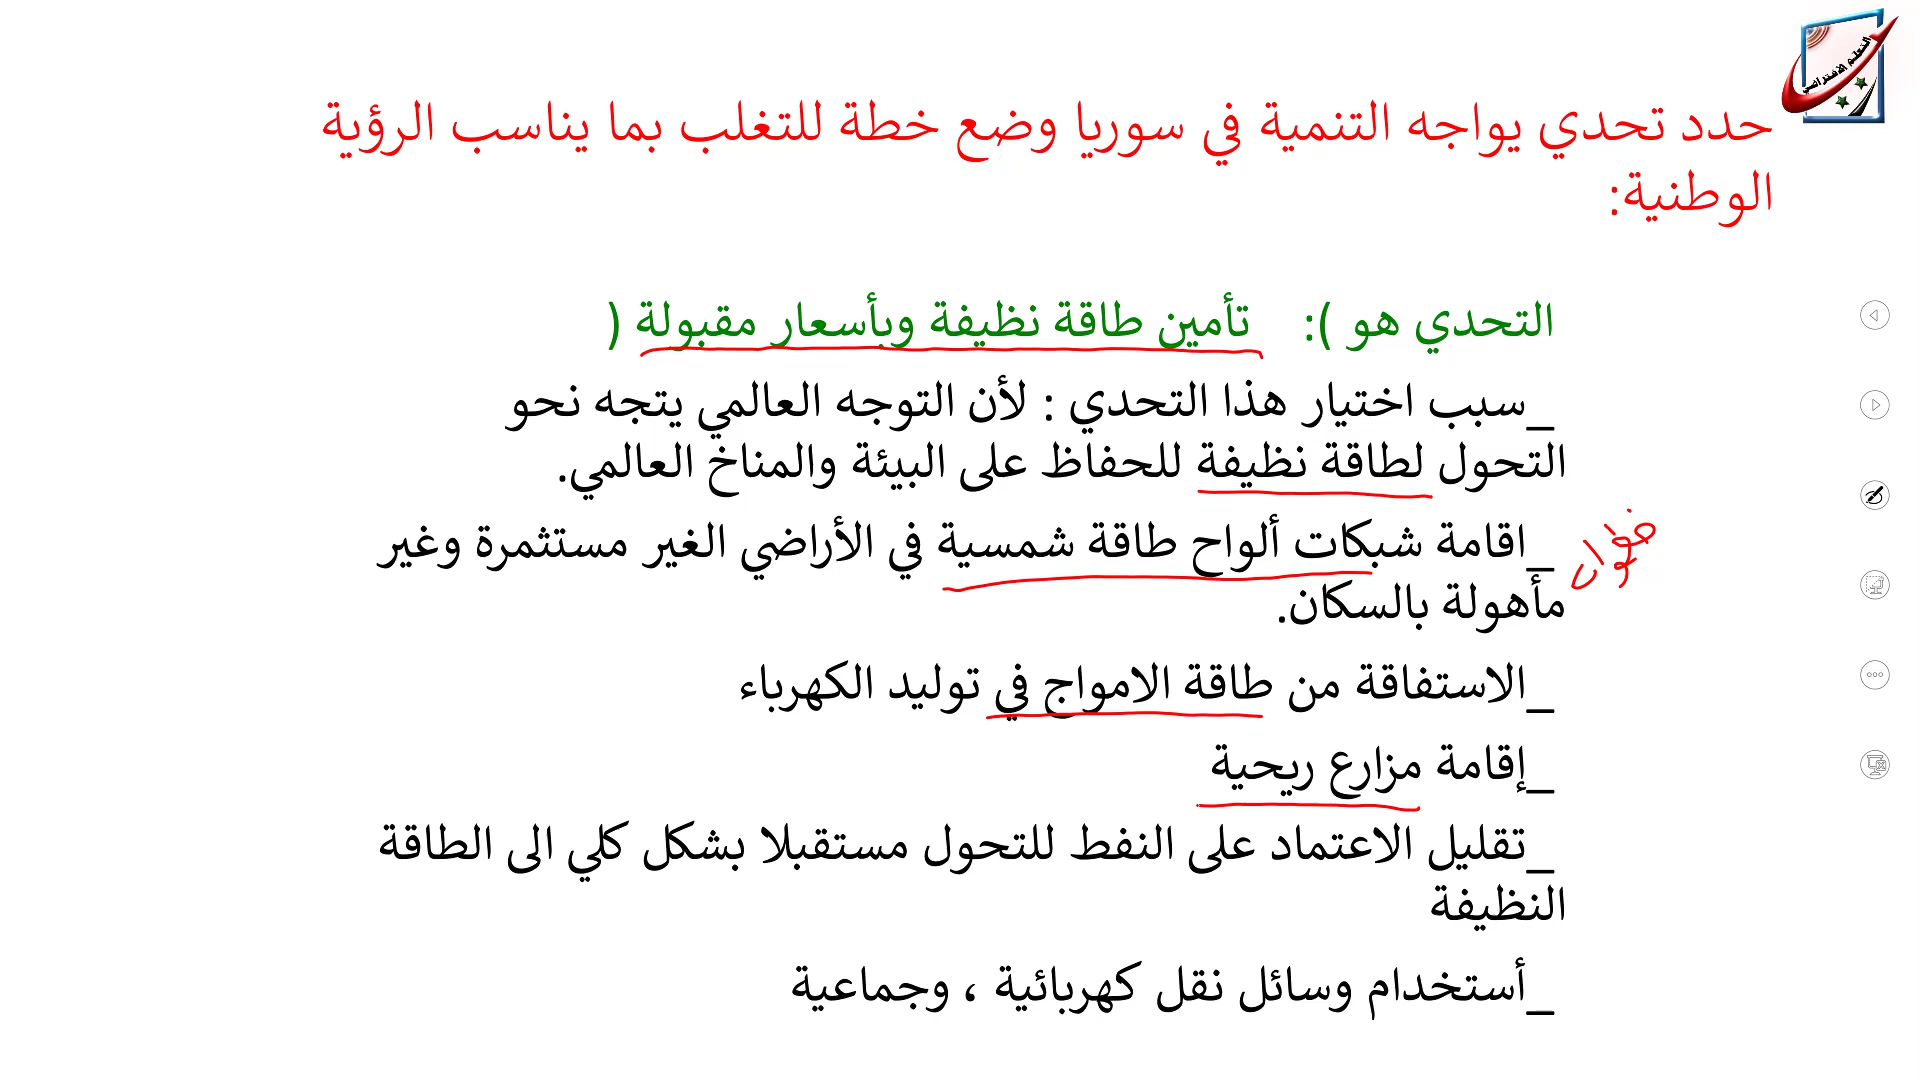 التعليم الافتراضي
حدد تحدي يواجه التنمية في سوريا وضع خطة للتغلب بما يناسب الرؤية
الوطنية:
التحدي هو ): تأمين طاقة نظيفة وبأسعار مقبولة (
_سبب اختيار هذا التحدي : لأن التوجه العالمي يتجه نحو
التحول لطاقة نظيفة للحفاظ على البيئة والمناخ العالمي.
_اقامة شبكات ألواح طاقة شمسية في الأراضي الغير مستثمرة وغير
مأهولة بالسكان.
خطوات
_الاستفاقة من طاقة الامواج في توليد الكهرباء
_إقامة مزارع ريحية
_تقليل الاعتماد على النفط للتحول مستقبلا بشكل كلي الى الطاقة
النظيفة
_أستخدام وسائل نقل كهربائية ، وجماعية